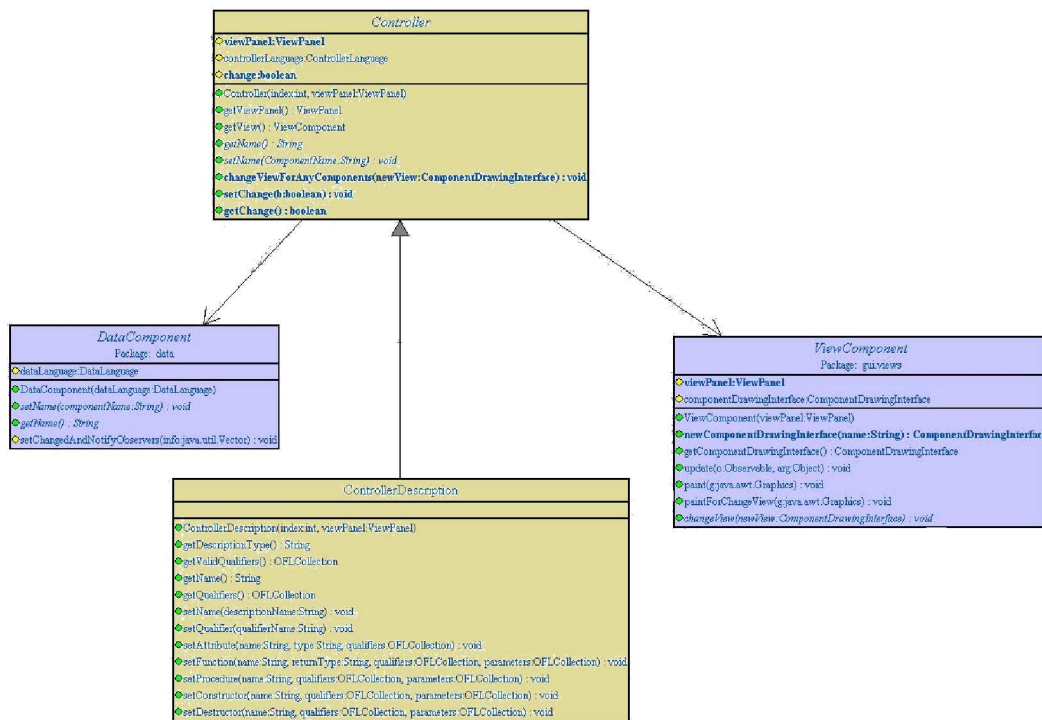 Controller
viewPanel:ViewPanel
controllerLanguage:ControllerLanguage
change:boolean
Controller(index:int, viewPanel:ViewPanel)
getViewPanel() : ViewPanel
getView() : ViewComponent
getName() : String
setName(ComponentName:String) : void
changeViewForAnyComponents(newView:ComponentDrawingInterface) : void
setChange(b:boolean) : void
getChange() : boolean
DataComponent
Package: data
dataLanguage:DataLanguage
DataComponent(dataLanguage:DataLanguage)
setName(componentName:String) : void
getName() : String
setChangedAndNotifyObservers(info:java.util.Vector) : void
ViewComponent
Package: gui.views
viewPanel:ViewPanel
componentDrawingInterface:ComponentDrawingInterface
ViewComponent(viewPanel:ViewPanel)
newComponentDrawingInterface(name:String) : ComponentDrawingInterfac
getComponentDrawingInterface() : ComponentDrawingInterface
update(o:Observable, arg:Object) : void
paint(g:java.awt.Graphics) : void
paintForChangeView(g:java.awt.Graphics) : void
changeView(newView:ComponentDrawingInterface) : void
ControllerDescription
ControllerDescription(index:int, viewPanel:ViewPanel)
getDescriptionType() : String
getValidQualifiers() : OFLCollection
getName() : String
getQualifiers() : OFLCollection
setName(descriptionName:String) : void
setQualifier(qualifierName:String) : void
setAttribute(name:String, type:String, qualifiers:OFLCollection) : void
setFunction(name:String, returnType:String, qualifiers:OFLCollection, parameters:OFLCollection) : void
setProcedure(name:String, qualifiers:OFLCollection, parameters:OFLCollection) : void
setConstructor(name:String, qualifiers:OFLCollection, parameters:OFLCollection) : void
setDestructor(name:String, qualifiers:OFLCollection, parameters:OFLCollection) : void